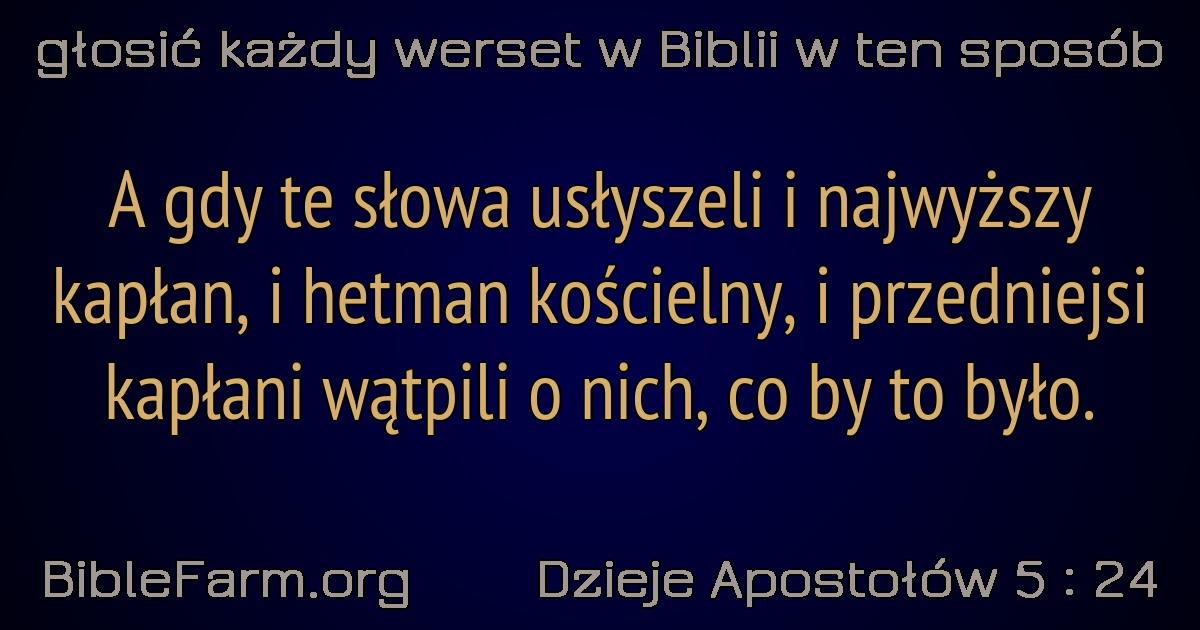 głosić każdy werset w Biblii w ten sposób
A gdy te słowa usłyszeli i najwyższy
kapłan, i hetman kościelny, i przedniejsi
kapłani wątpili o nich, co by to było.
BibleFarm.org
Dzieje Apostołów 5 : 24